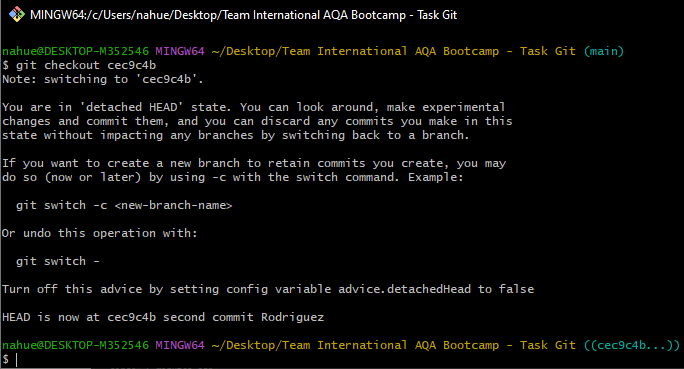 MINGW64:/c/Users/nahue/Desktop/Team International AQA Bootcamp - Task Git
nahue@DESKTOP-M352546 MINGW64 ~/Desktop/Team International AQA Bootcamp - Task Git (main)
$ git checkout cec9c4b
Note: switching to 'cec9c4b'.
You are in 'detached HEAD' state. You can look around, make experimental
changes and commit them, and you can discard any commits you make in this
state without impacting any branches by switching back to a branch.
If you want to create a new branch to retain commits you create, you may
do so (now or later) by using -c with the switch command. Example:
git switch -c <new-branch-name>
Or undo this operation with:
git switch -
Turn off this advice by setting config variable advice.detachedHead to false
HEAD is now at cec9c4b second commit Rodriguez
nahue@DESKTOP-M352546 MINGW64 ~/Desktop/Team International AQA Bootcamp - Task Git ((cec9c4b...))
$